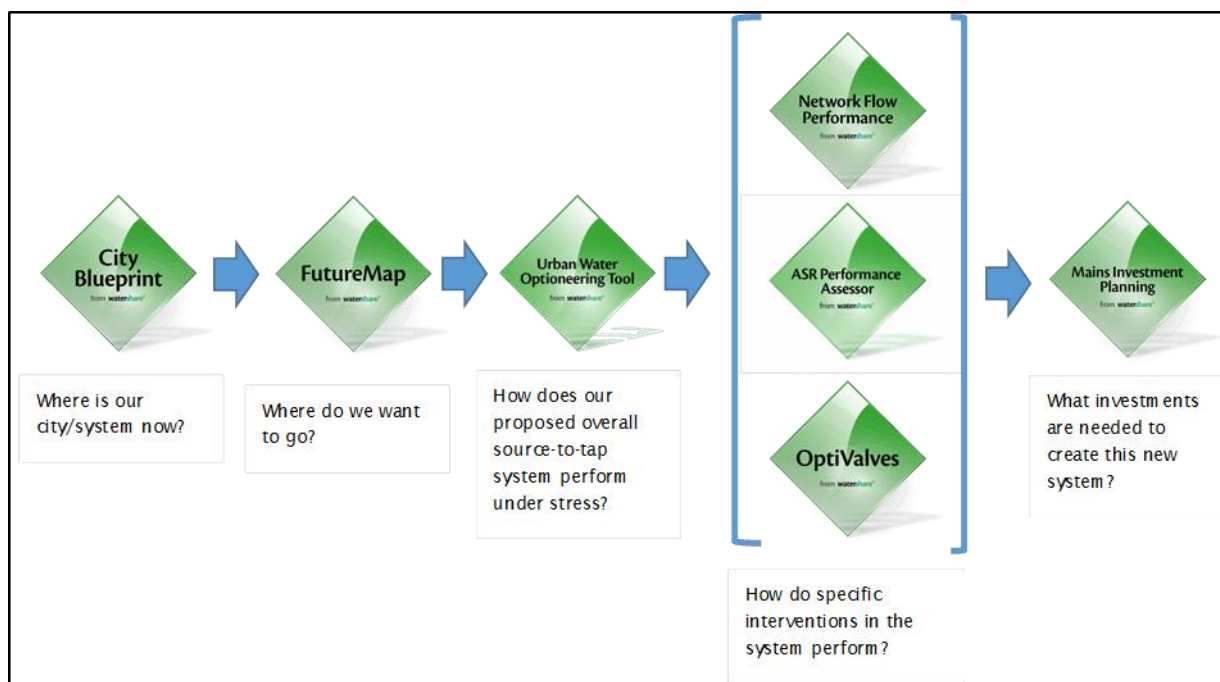 City
Blueprint
from watershare®
Where is our
city/system now?
FutureMap
from watershare®
Where do we want
to go?
Urban Water
Optioneering Tool
from watershare®
How does our
proposed overall
source-to-tap
system perform
under stress?
Network Flow
Performance
from watershare®
ASR Performance
Assessor
from watershare®
OptiValves
from watershare®
How do specific
interventions in the
system perform?
Mains Investment
Planning
from watershare®
What investments
are needed to
create this new
system?